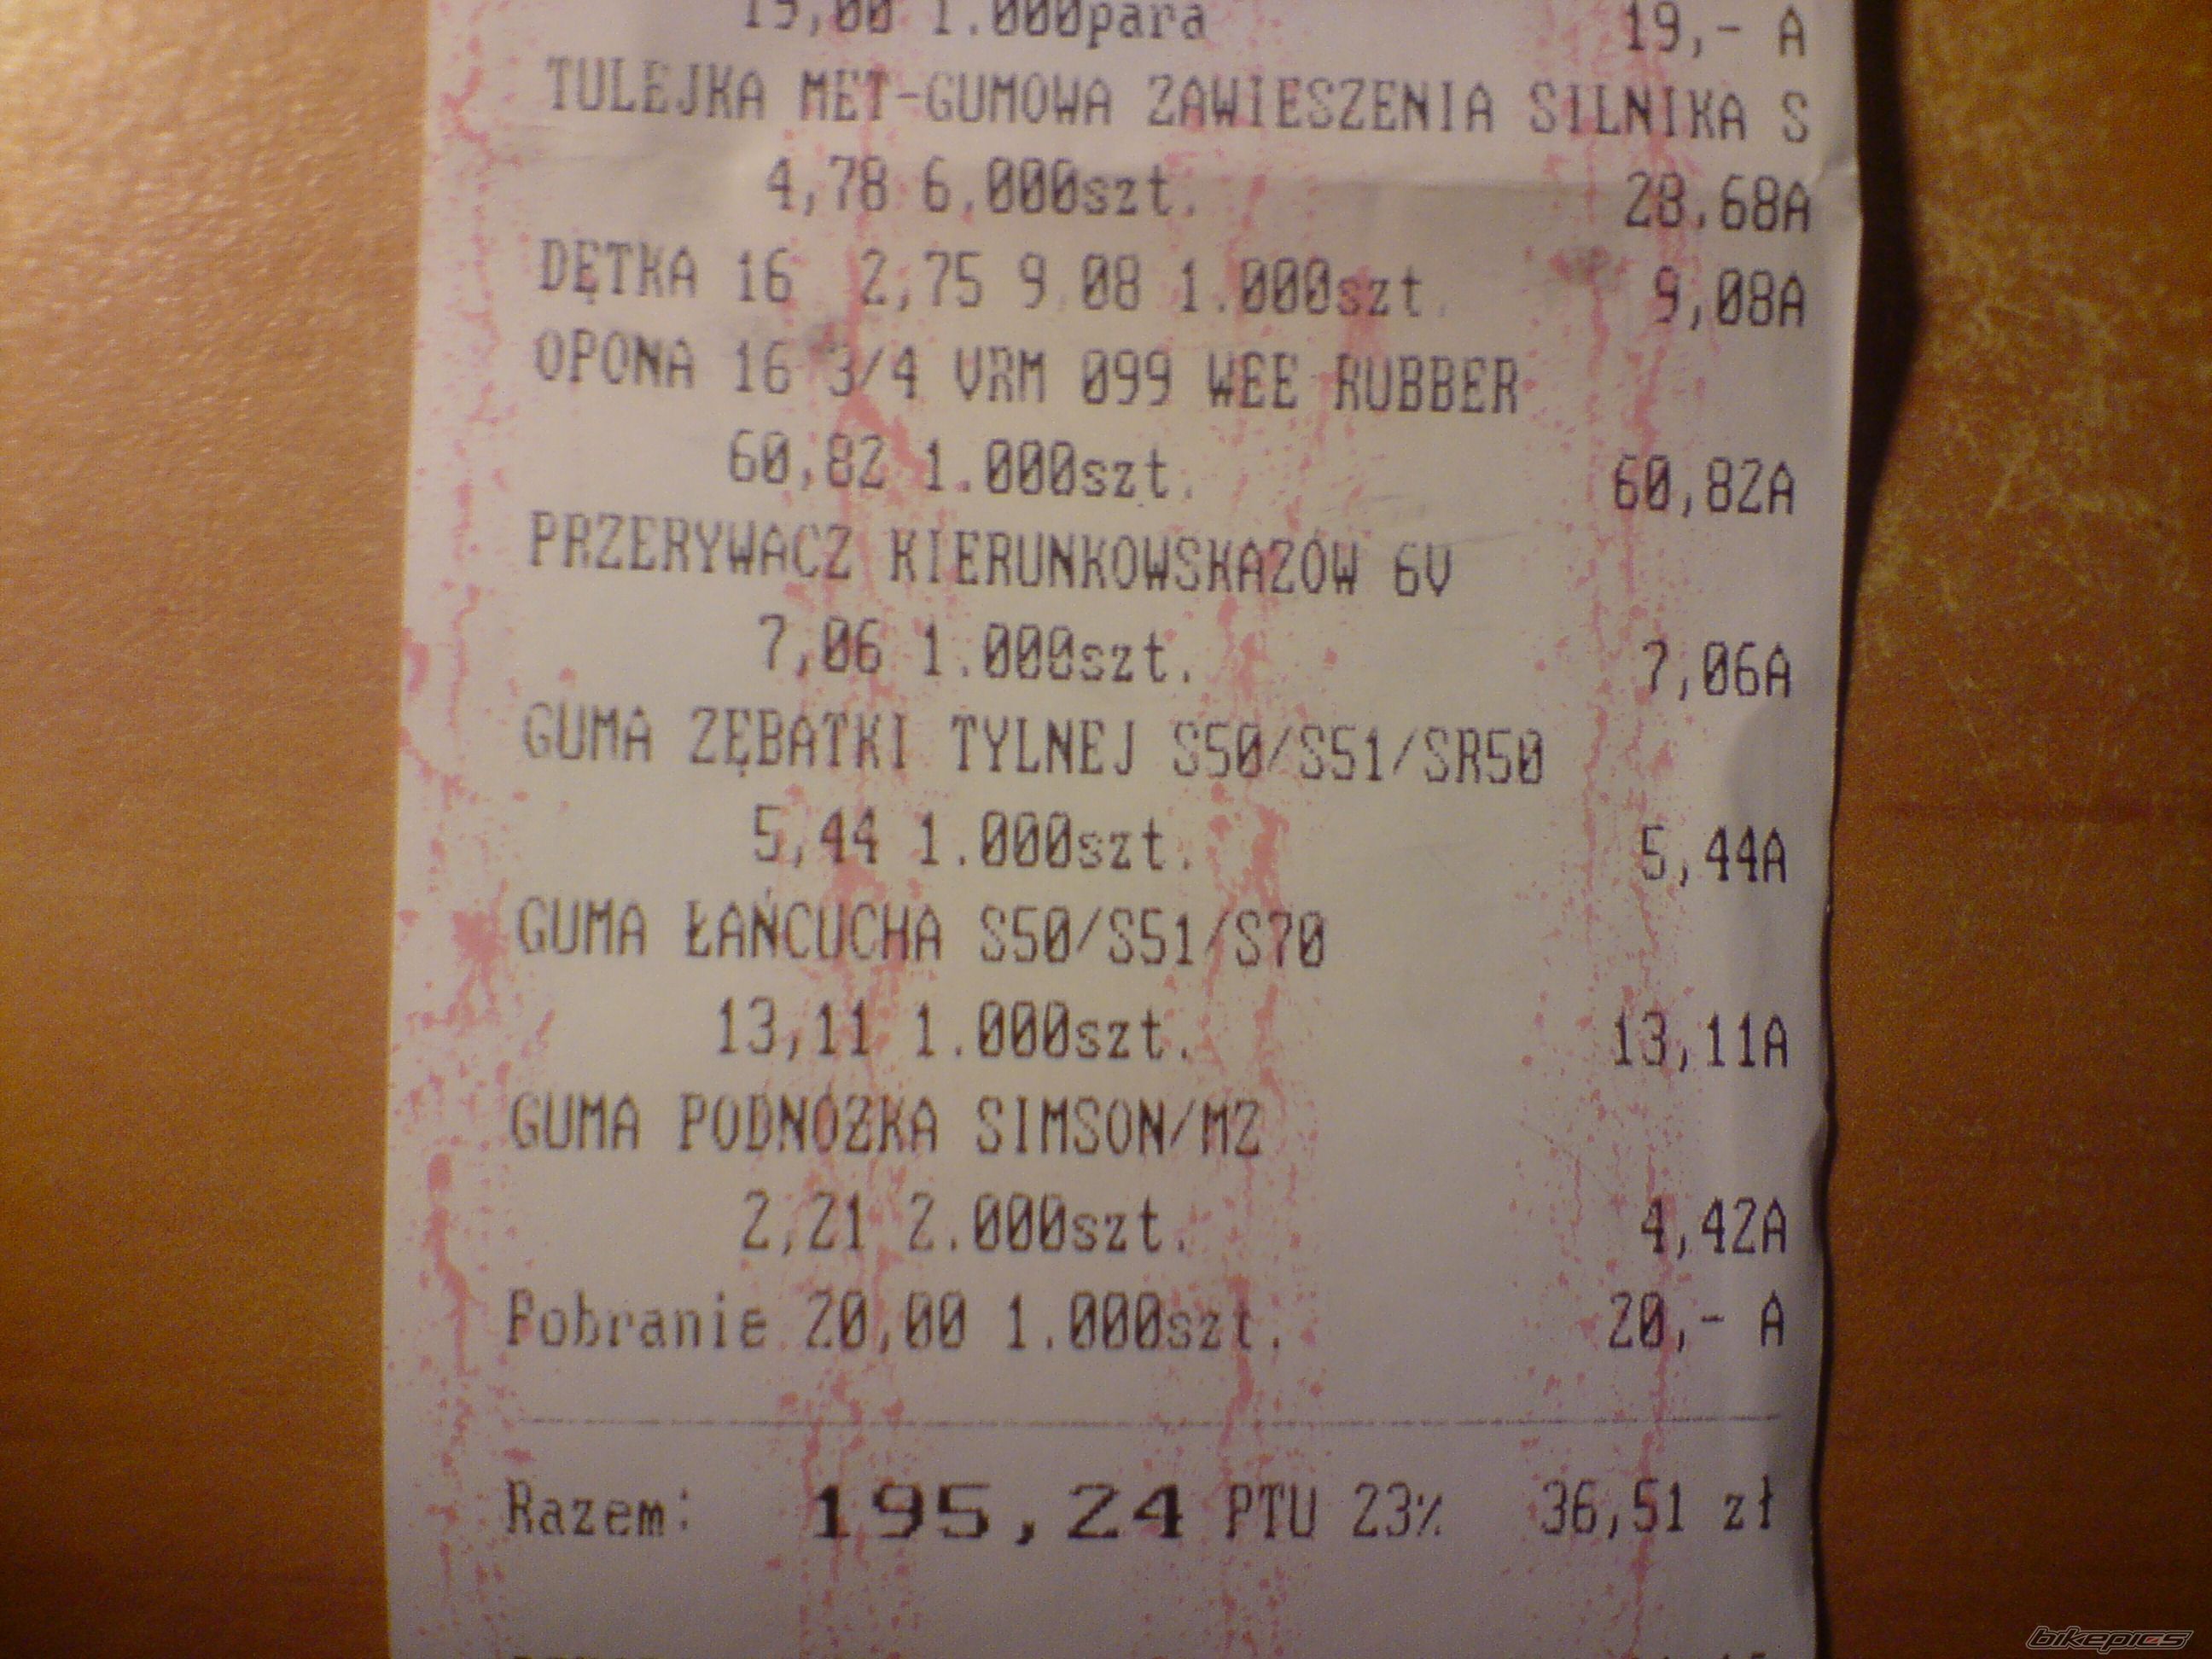 19,00 1.000para 19,- A
TULEJKA MET-GUMOWA ZAWIESZENIA SILNIKA S
4,78 6.000szt. 28,68A
DĘTKA 16 2,75 9,08 1.000szt. 9,08A
OPONA 16 3/4 VRM 099 WEE RUBBER
60,82 1.000szt. 60,82A
PRZERYWACZ KIERUNKOWSKAZÓW 6V
7,06 1.000szt. 7,06A
GUMA ZĘBATKI TYLNEJ S50/S51/SR50
5,44 1.000szt. 5,44A
GUMA ŁAŃCUCHA S50/S51/S70
13,11 1.000szt. 13,11A
GUMA PODNÓŻKA SIMSON/MZ
2,21 2.000szt. 4,42A
Pobranie 20,00 1.000szt. 20,- A
Razem: 195,24 PTU 23% 36,51 zł
bikepics